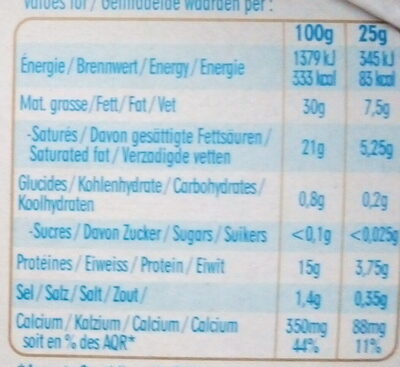 Values for / Gemiddelde waarden per :
100g 25g
Énergie / Brennwert / Energy / Energie 1379 kJ 345 kJ
333 kcal 83 kcal
Mat. grasse / Fett / Fat / Vet 30g 7,5g
-Saturés / Davon gesättigte Fettsäuren /
Saturated fat / Verzadigde vetten 21g 5,25g
Glucides / Kohlenhydrate / Carbohydrates /
Koolhydraten 0,8g 0,2g
-Sucres / Davon Zucker / Sugars / Suikers <0,1g <0,025g
Protéines / Eiweiss / Protein / Eiwit 15g 3,75g
Sel / Salz / Salt / Zout / 1,4g 0,35g
Calcium / Kalzium / Calcium / Calcium 350mg 88mg
soit en % des AQR* 44% 11%